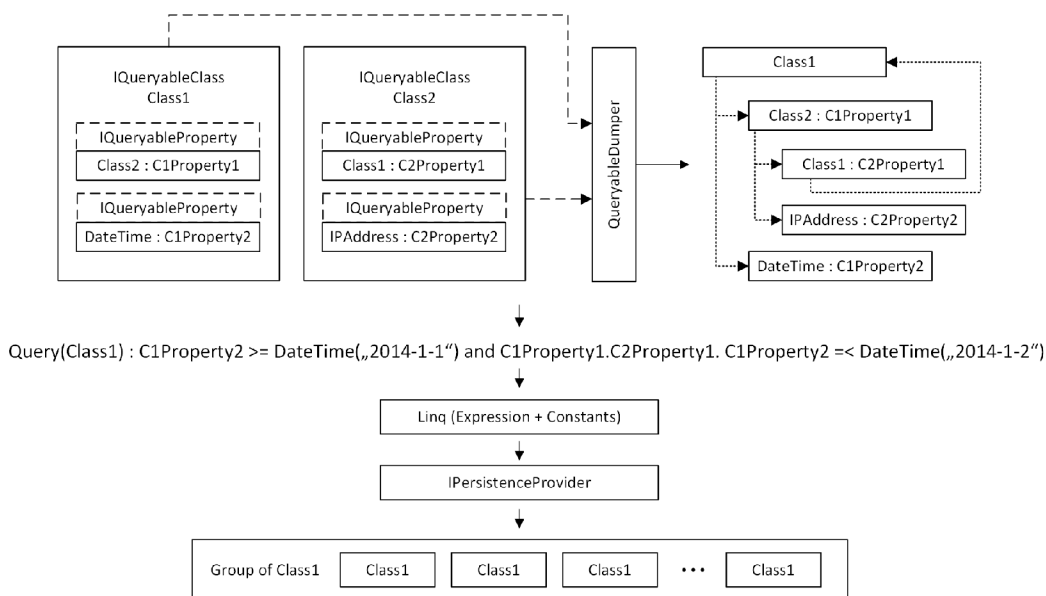 IQueryableClass
Class1
IQueryableProperty
Class2 : C1Property1
IQueryableProperty
DateTime : C1Property2
IQueryableClass
Class2
IQueryableProperty
Class1 : C2Property1
IQueryableProperty
IPAddress : C2Property2
QueryableDumper
Class1
Class2 : C1Property1
Class1 : C2Property1
IPAddress : C2Property2
DateTime : C1Property2
Query(Class1) : C1Property2 >= DateTime(„2014-1-1“) and C1Property1.C2Property1. C1Property2 =< DateTime(„2014-1-2“)
Linq (Expression + Constants)
IPersistenceProvider
Group of Class1 Class1 Class1 Class1 ··· Class1